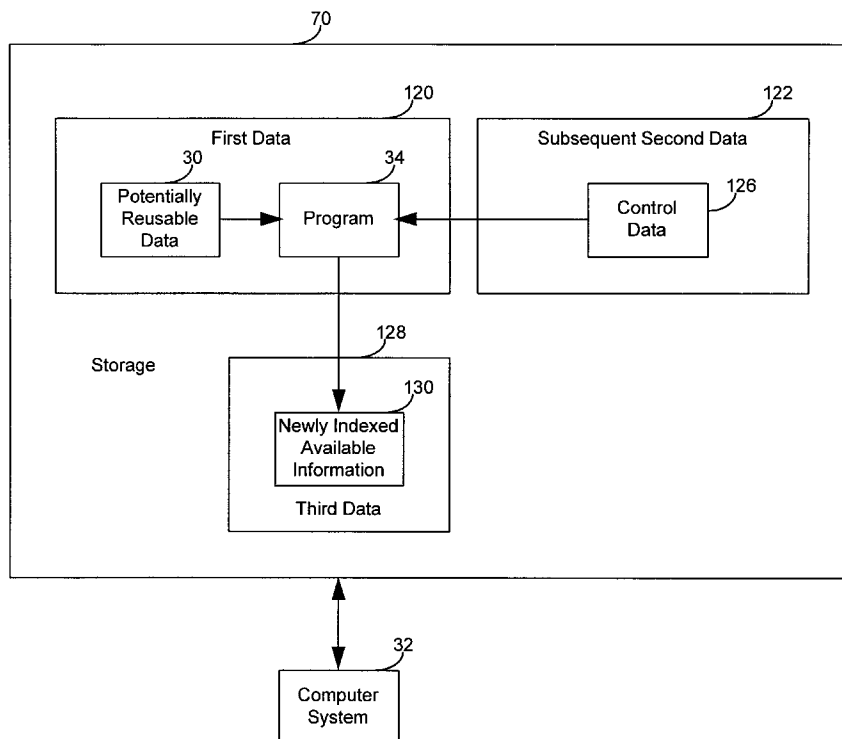 70
120
122
First Data
Subsequent Second Data
30
34
126
Potentially
Reusable
Data
Program
Control
Data
128
Storage
130
Newly Indexed
Available
Information
Third Data
32
Computer
System